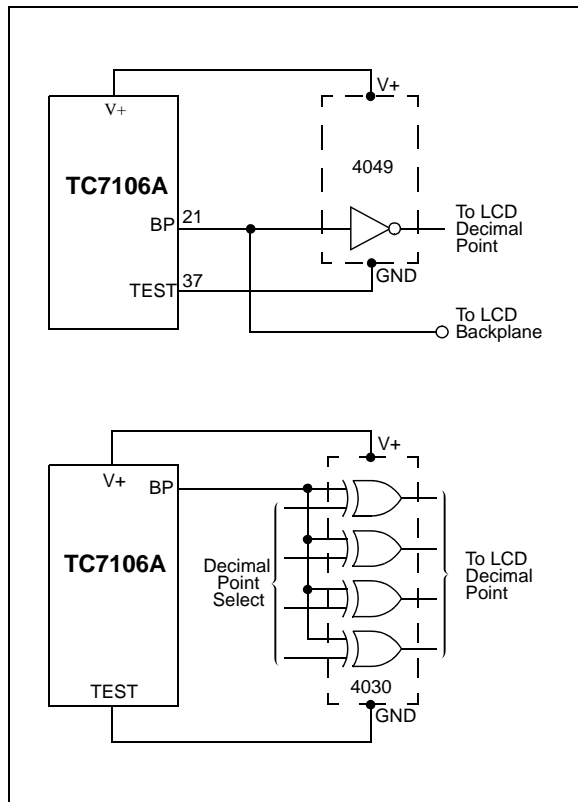 V+
V+
4049
TC7106A
BP
21
To LCD
Decimal
Point
TEST
37
GND
To LCD
Backplane
V+
V+
BP
TC7106A
Decimal
Point
Select
To LCD
Decimal
Point
TEST
4030
GND